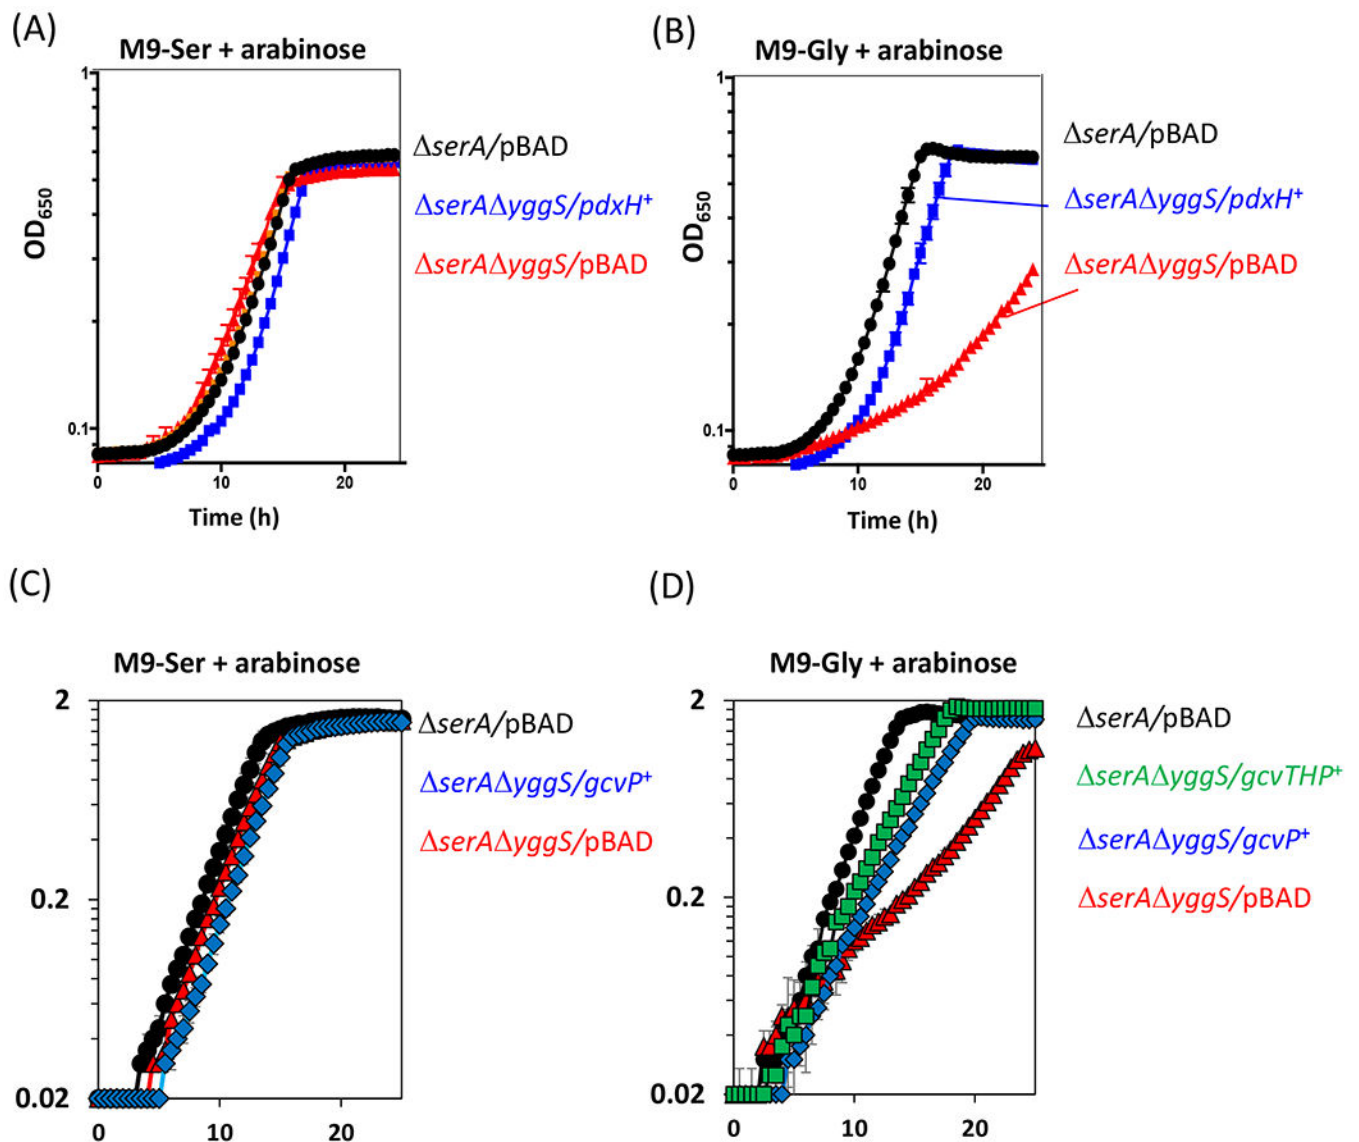 (A)
M9-Ser + arabinose
1
0.1
OD650
0
10
20
Time (h)
ΔserA/pBAD
ΔserAΔyggS/pdxH+
ΔserAΔyggS/pBAD
(B)
M9-Gly + arabinose
1
0.1
OD650
0
10
20
Time (h)
ΔserA/pBAD
ΔserAΔyggS/pdxH+
ΔserAΔyggS/pBAD
(C)
M9-Ser + arabinose
2
0.2
0.02
0
10
20
ΔserA/pBAD
ΔserAΔyggS/gcvP+
ΔserAΔyggS/pBAD
(D)
M9-Gly + arabinose
2
0.2
0.02
0
10
20
ΔserA/pBAD
ΔserAΔyggS/gcvTHP+
ΔserAΔyggS/gcvP+
ΔserAΔyggS/pBAD